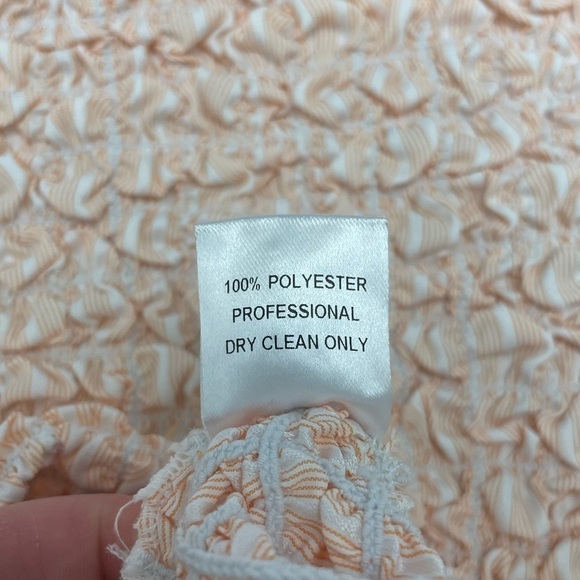 100% POLYESTER
PROFESSIONAL
DRY CLEAN ONLY